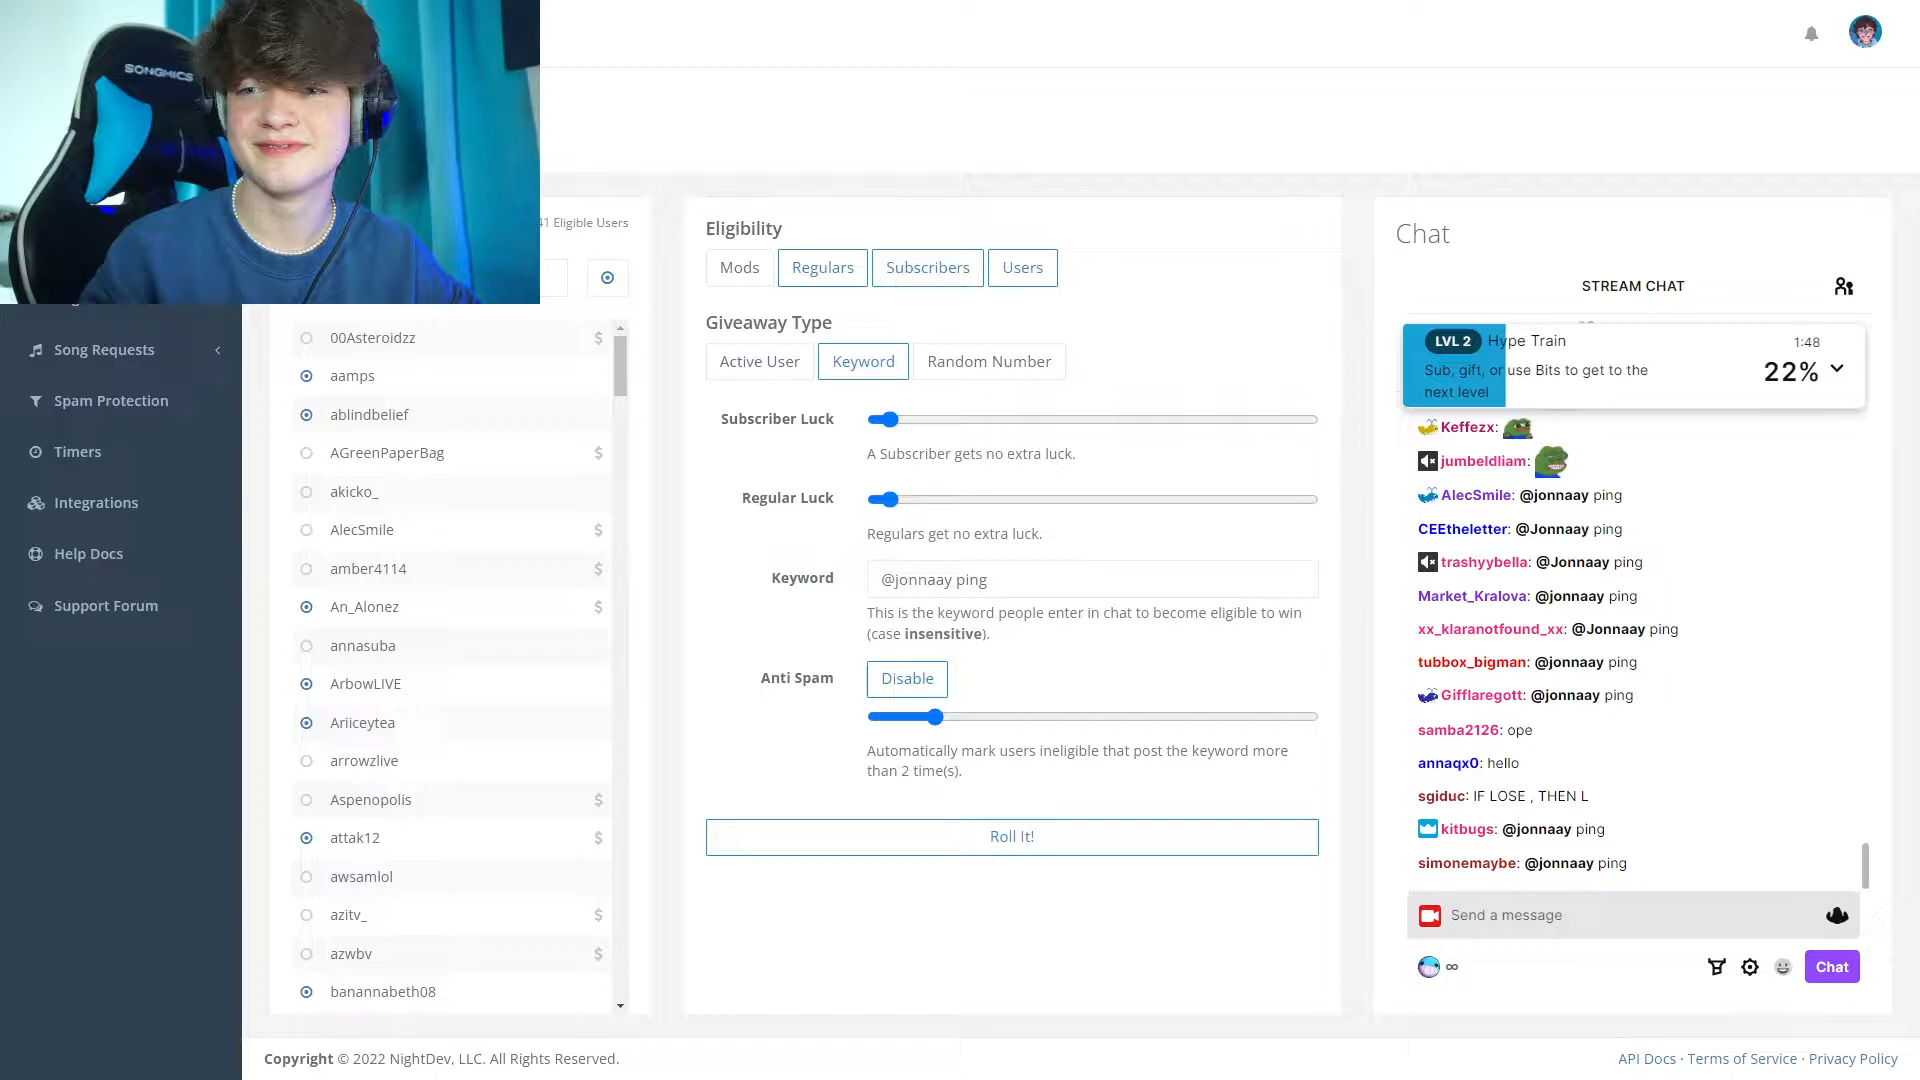 SONGMICS
41 Eligible Users
Song Requests
Spam Protection
Timers
Integrations
Help Docs
Support Forum
00Asteroidzz $
aamps
ablindbelief
AGreenPaperBag $
akicko_
AlecSmile $
amber4114 $
An_Alonez $
annasuba
ArbowLIVE
Ariiceytea
arrowzlive
Aspenopolis $
attak12 $
awsamlol
azitv_ $
azwbv $
banannabeth08
Eligibility
Mods Regulars Subscribers Users
Giveaway Type
Active User Keyword Random Number
Subscriber Luck
A Subscriber gets no extra luck.
Regular Luck
Regulars get no extra luck.
Keyword @jonnaay ping
This is the keyword people enter in chat to become eligible to win
(case insensitive).
Anti Spam Disable
Automatically mark users ineligible that post the keyword more
than 2 time(s).
Roll It!
Chat
STREAM CHAT
LVL 2 Hype Train 1:48
Sub, gift, or use Bits to get to the
next level
22%
Keffezx:
jumbeldliam:
AlecSmile: @jonnaay ping
CEEtheletter: @Jonnaay ping
trashyybella: @Jonnaay ping
Market_Kralova: @jonnaay ping
xx_klaranotfound_xx: @Jonnaay ping
tubbox_bigman: @jonnaay ping
Gifflaregott: @jonnaay ping
samba2126: ope
annaqx0: hello
sgiduc: IF LOSE , THEN L
kitbugs: @jonnaay ping
simonemaybe: @jonnaay ping
Send a message
∞
Chat
Copyright © 2022 NightDev, LLC. All Rights Reserved.
API Docs · Terms of Service · Privacy Policy